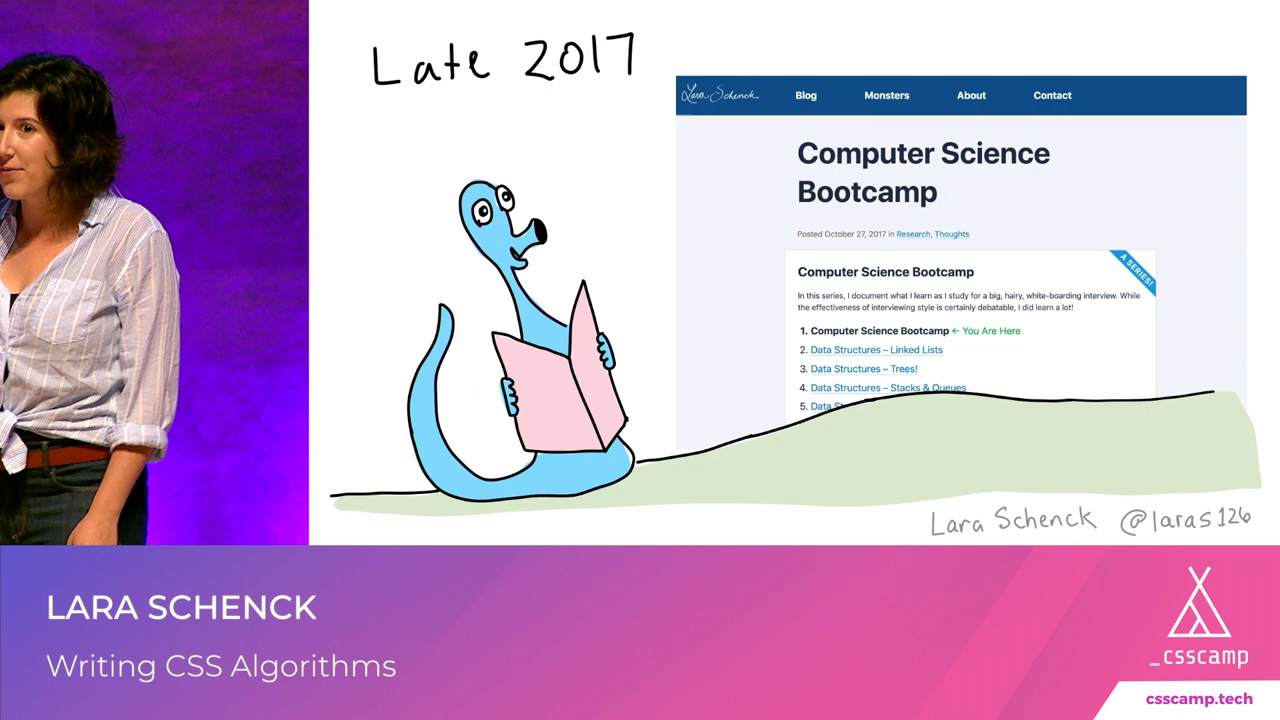 Late 2017
Lara Schenck
Blog
Monsters
About
Contact
Computer Science
Bootcamp
Posted October 27, 2017 in Research, Thoughts
A SERIES!
Computer Science Bootcamp
In this series, I document what I learn as I study for a big, hairy, white-boarding interview. While
the effectiveness of interviewing style is certainly debatable, I did learn a lot!
1. Computer Science Bootcamp ← You Are Here
2. Data Structures – Linked Lists
3. Data Structures – Trees!
4. Data Structures – Stacks & Queues
5. Data
Lara Schenck @laras126
LARA SCHENCK
Writing CSS Algorithms
_csscamp
csscamp.tech